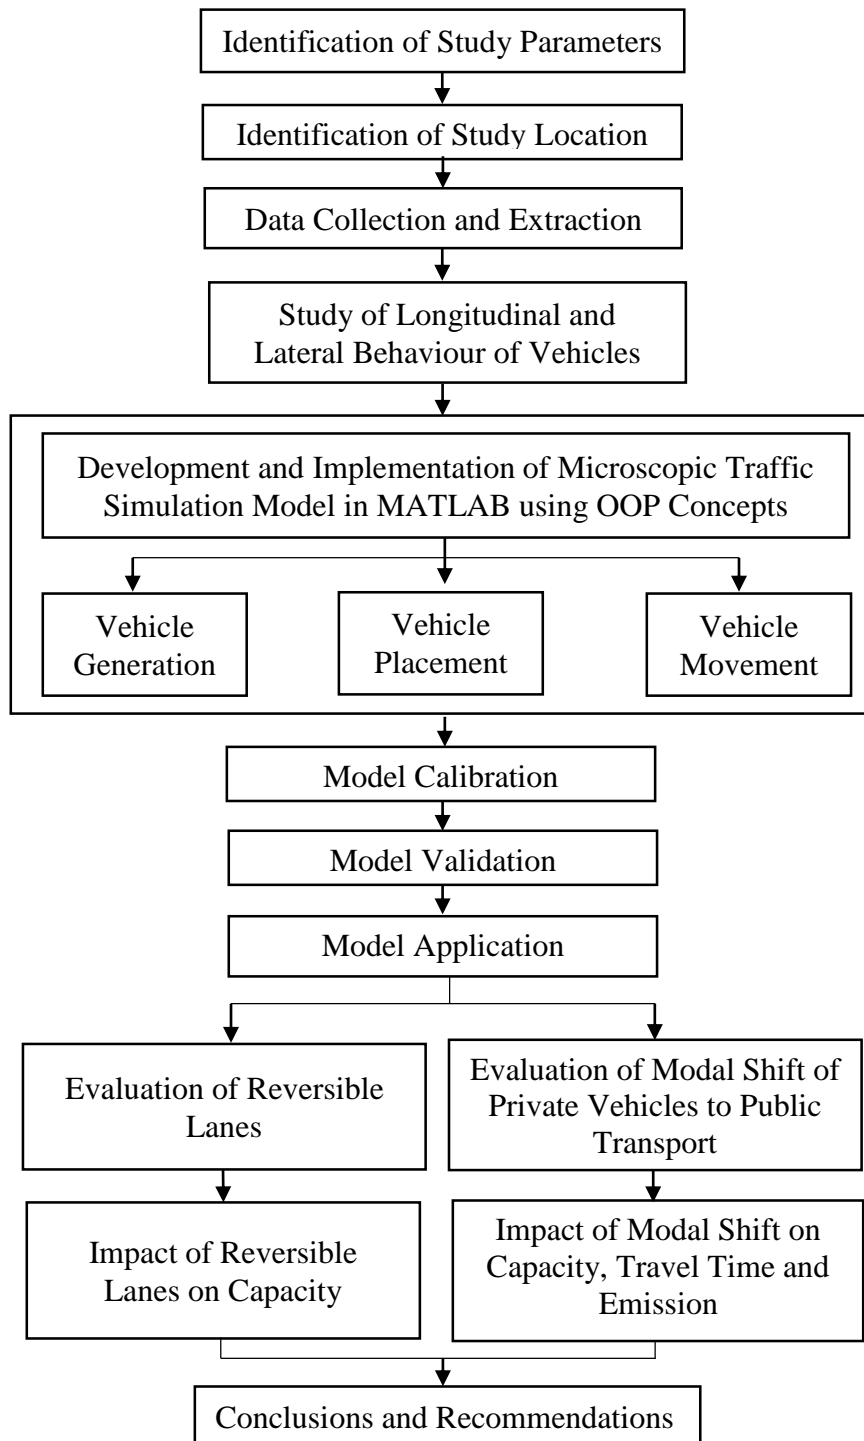 Identification of Study Parameters
Identification of Study Location
Data Collection and Extraction
Study of Longitudinal and
Lateral Behaviour of Vehicles
Development and Implementation of Microscopic Traffic
Simulation Model in MATLAB using OOP Concepts
Vehicle
Generation
Vehicle
Placement
Vehicle
Movement
Model Calibration
Model Validation
Model Application
Evaluation of Reversible
Lanes
Evaluation of Modal Shift of
Private Vehicles to Public
Transport
Impact of Reversible
Lanes on Capacity
Impact of Modal Shift on
Capacity, Travel Time and
Emission
Conclusions and Recommendations